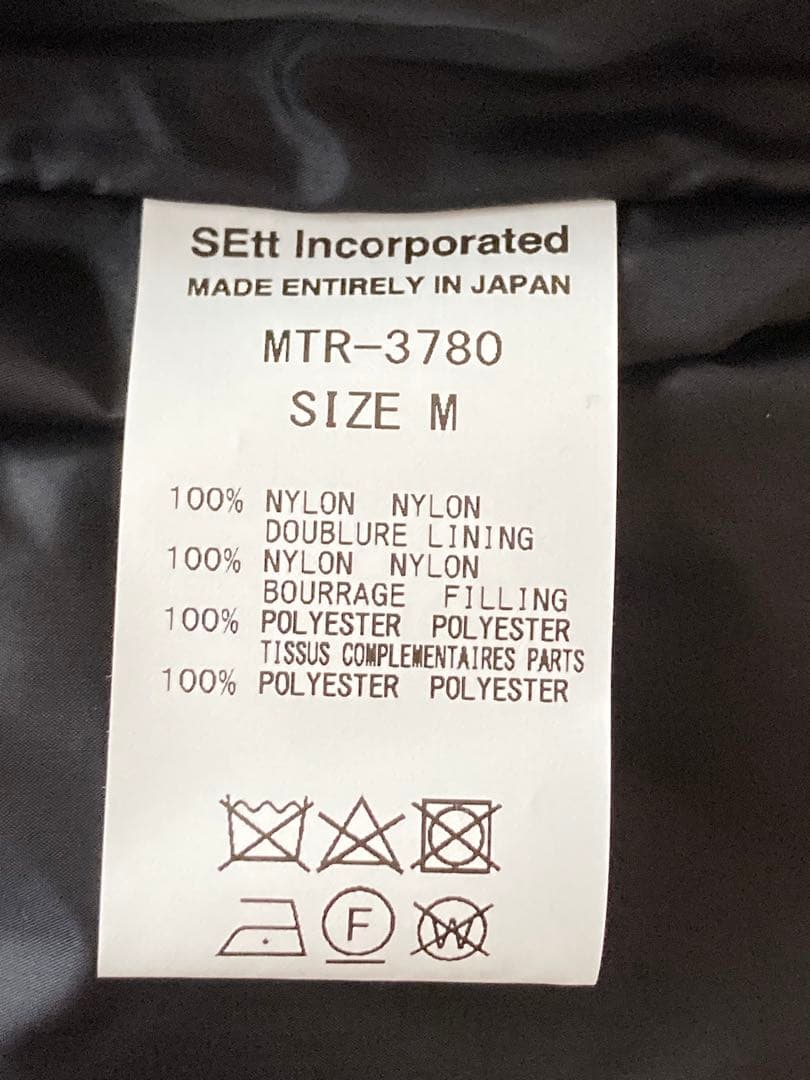 SEtt Incorporated
MADE ENTIRELY IN JAPAN
MTR-3780
SIZE M
100% NYLON NYLON
DOUBLURE LINING
100% NYLON NYLON
BOURRAGE FILLING
100% POLYESTER POLYESTER
TISSUS COMPLEMENTAIRES PARTS
100% POLYESTER POLYESTER
F W